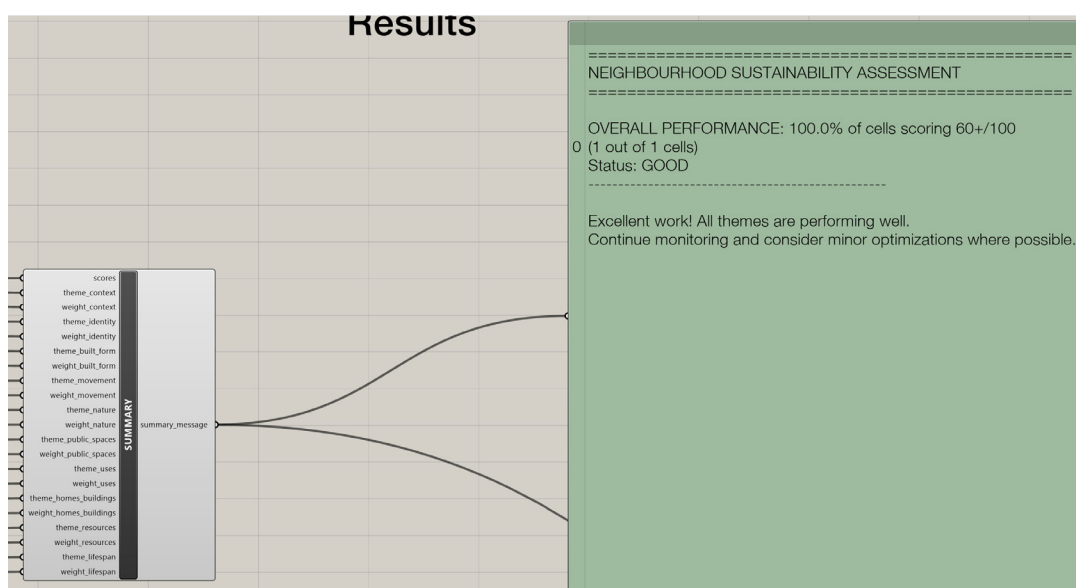 Results
==================================================
NEIGHBOURHOOD SUSTAINABILITY ASSESSMENT
==================================================
OVERALL PERFORMANCE: 100.0% of cells scoring 60+/100
0 (1 out of 1 cells)
Status: GOOD
--------------------------------------------------
Excellent work! All themes are performing well.
Continue monitoring and consider minor optimizations where possible.
scores
theme_context
weight_context
theme_identity
weight_identity
theme_built_form
weight_built_form
theme_movement
weight_movement
theme_nature
weight_nature
theme_public_spaces
weight_public_spaces
theme_uses
weight_uses
theme_homes_buildings
weight_homes_buildings
theme_resources
weight_resources
theme_lifespan
weight_lifespan
SUMMARY
summary_message